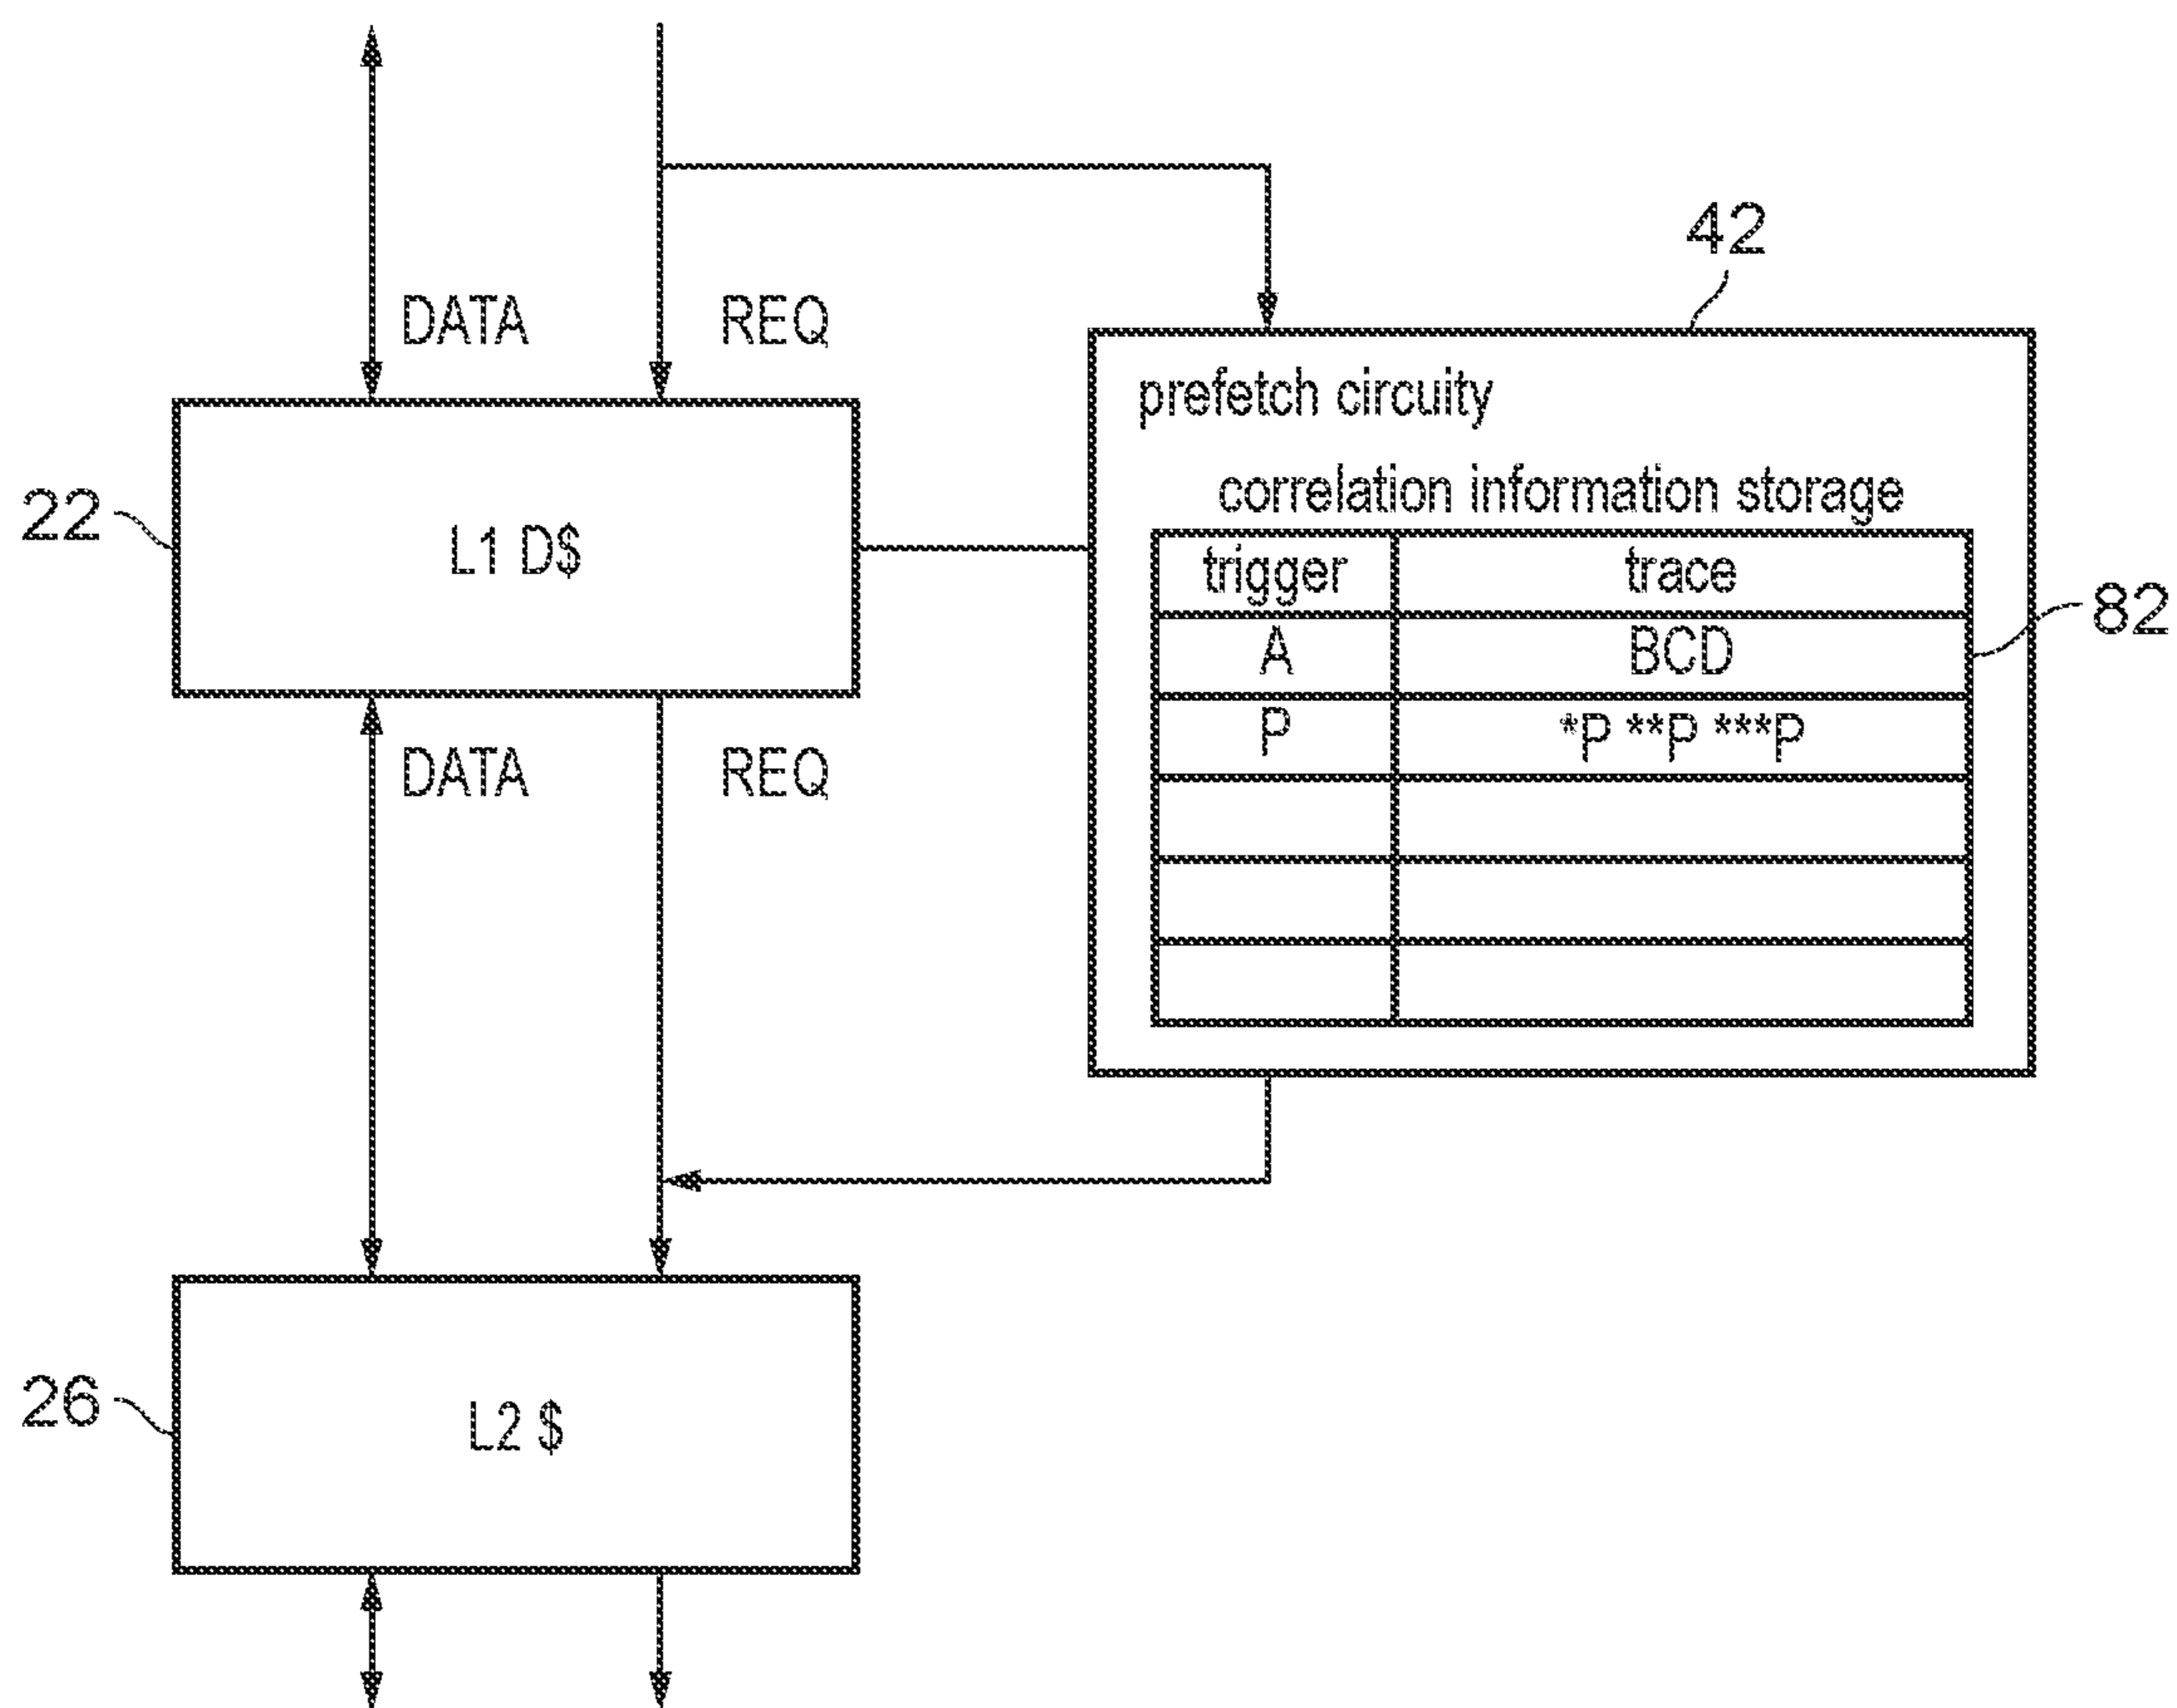 42
DATA REQ
prefetch circuity
correlation information storage
22
L1 D$
trigger trace
82
A BCD
P *P **P ***P
DATA REQ
26
L2 $